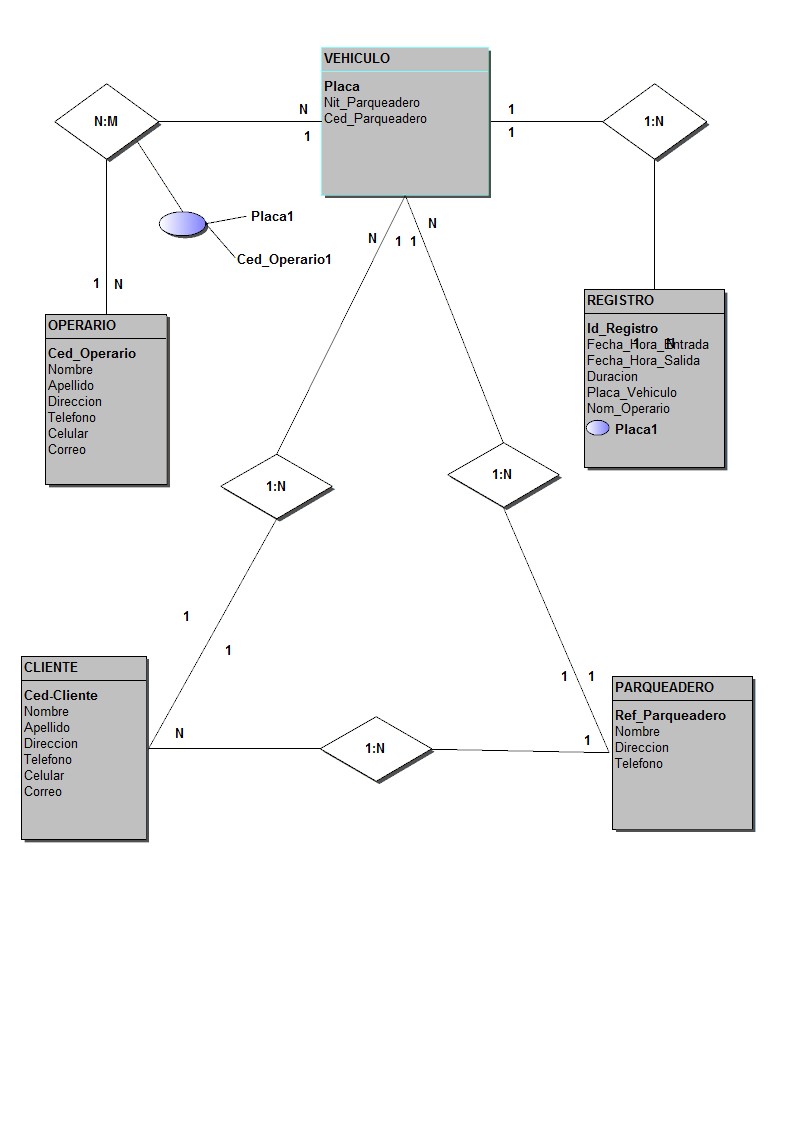 VEHICULO
Placa
Nit_Parqueadero
Ced_Parqueadero
N:M
N
1
1
1
1:N
Placa1
Ced_Operario1
N
1 1
N
1 N
OPERARIO
Ced_Operario
Nombre
Apellido
Direccion
Telefono
Celular
Correo
REGISTRO
Id_Registro
Fecha_Hora_Entrada
1 N
Fecha_Hora_Salida
Duracion
Placa_Vehiculo
Nom_Operario
Placa1
1:N
1:N
1
1
1 1
CLIENTE
Ced-Cliente
Nombre
Apellido
Direccion
Telefono
Celular
Correo
N
1:N
1
PARQUEADERO
Ref_Parqueadero
Nombre
Direccion
Telefono